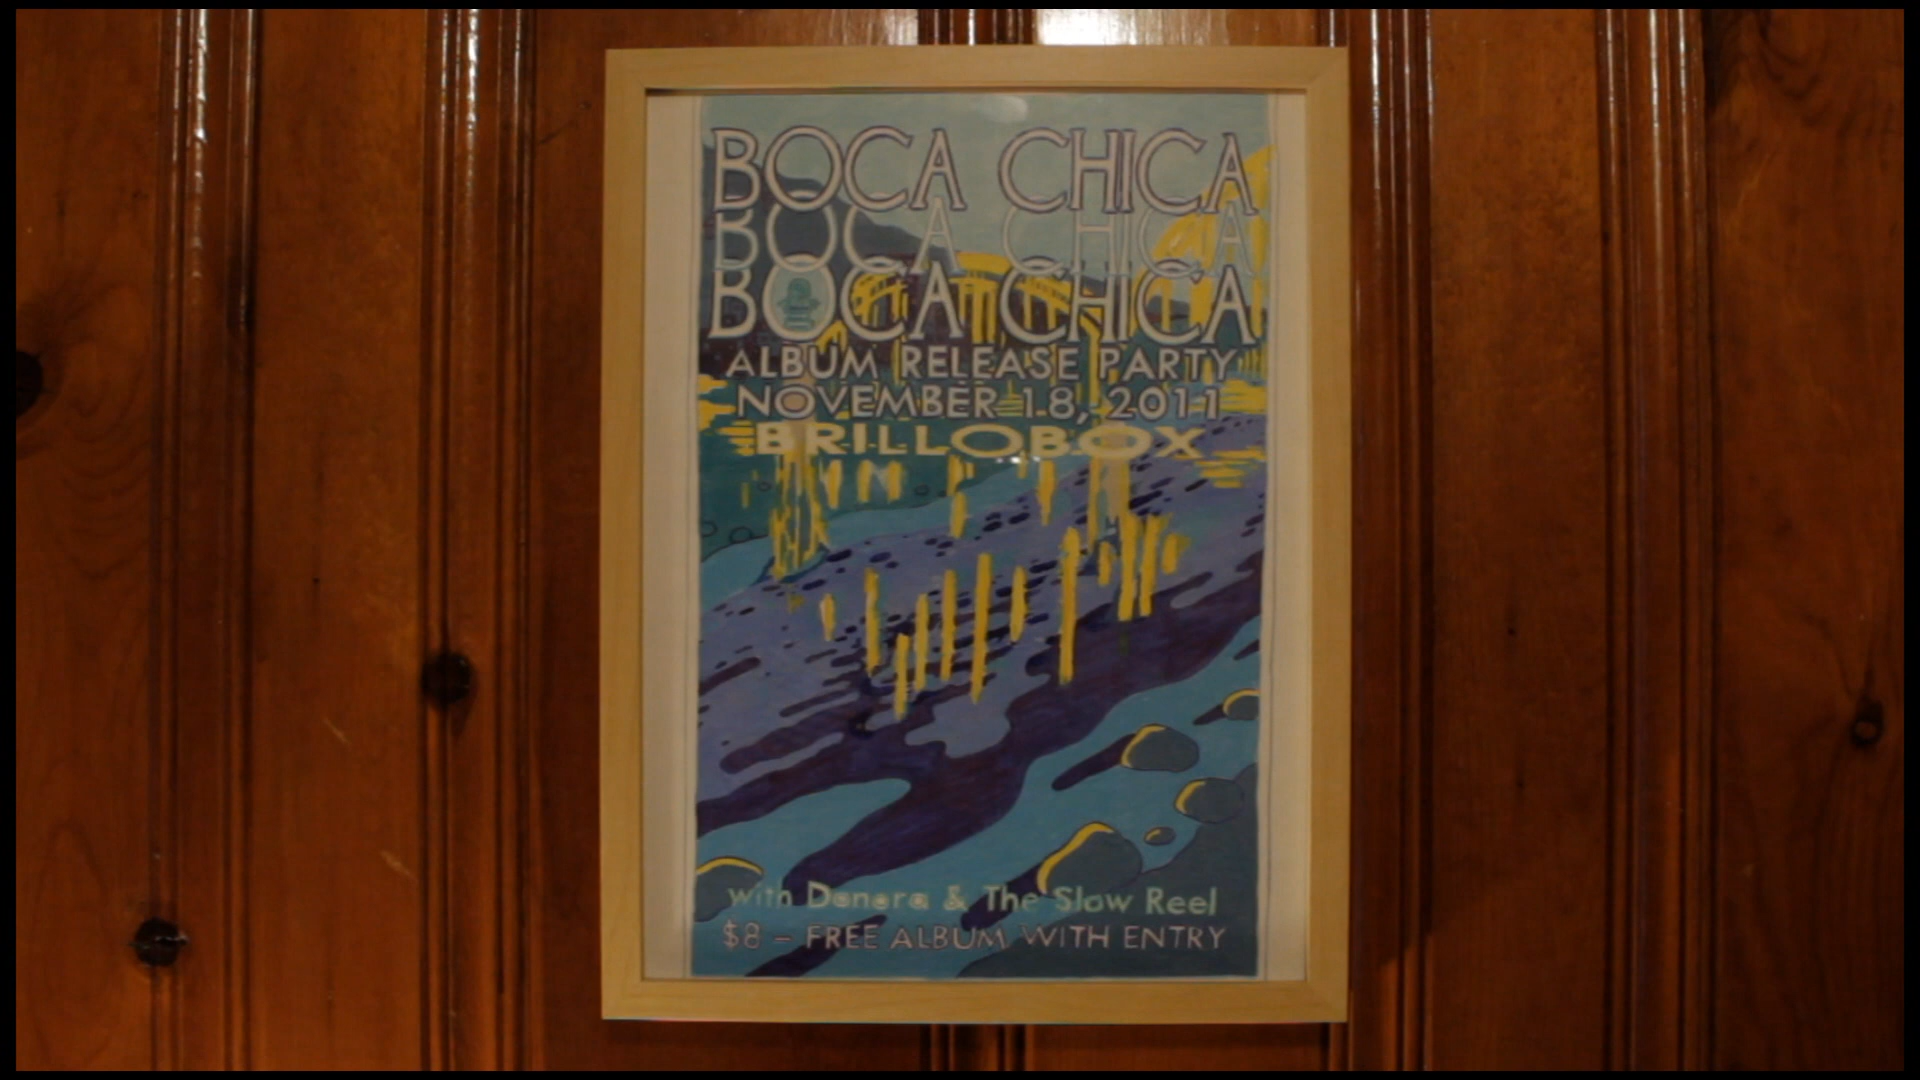 BOCA CHICA
BOCA CHICA
BOCA CHICA
ALBUM RELEASE PARTY
NOVEMBER 18, 2011
BRILLOBOX
with Donora & The Slow Reel
$8 - FREE ALBUM WITH ENTRY